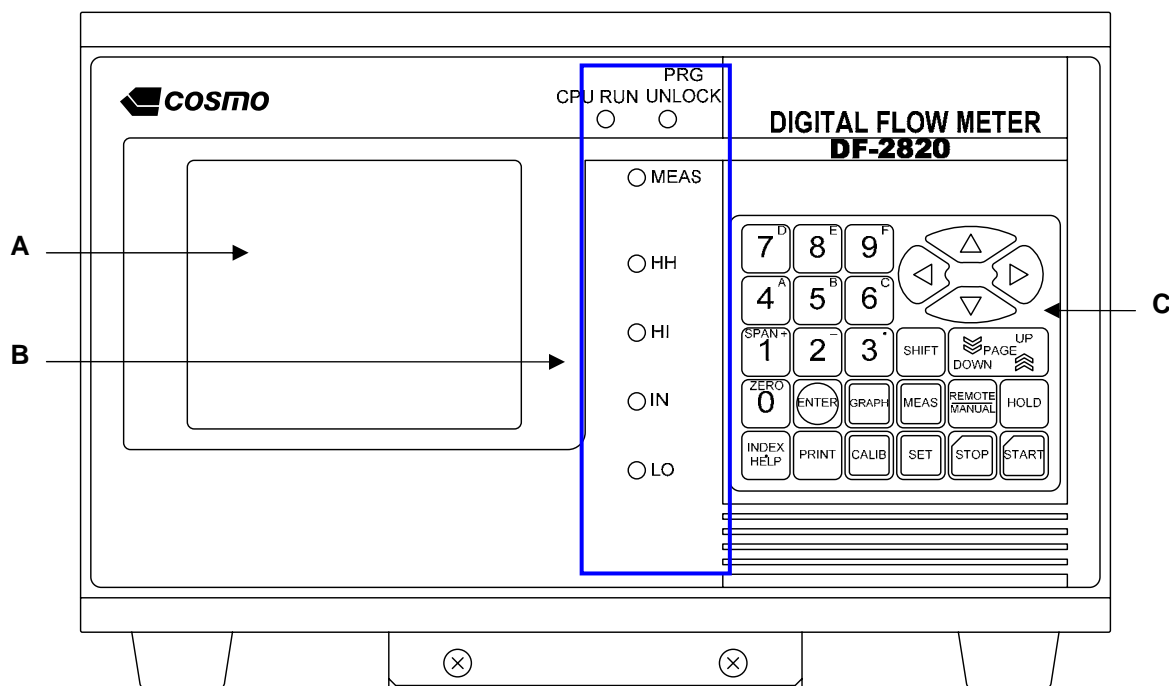 COSMO
PRG
CPU RUN UNLOCK
DIGITAL FLOW METER
DF-2820
MEAS
HH
HI
IN
LO
A
B
C
7 D 8 E 9 F
4 A 5 B 6 C
SPAN + 1 2 - 3 . SHIFT DOWN PAGE UP
ZERO 0 ENTER GRAPH MEAS REMOTE MANUAL HOLD
INDEX HELP PRINT CALIB SET STOP START